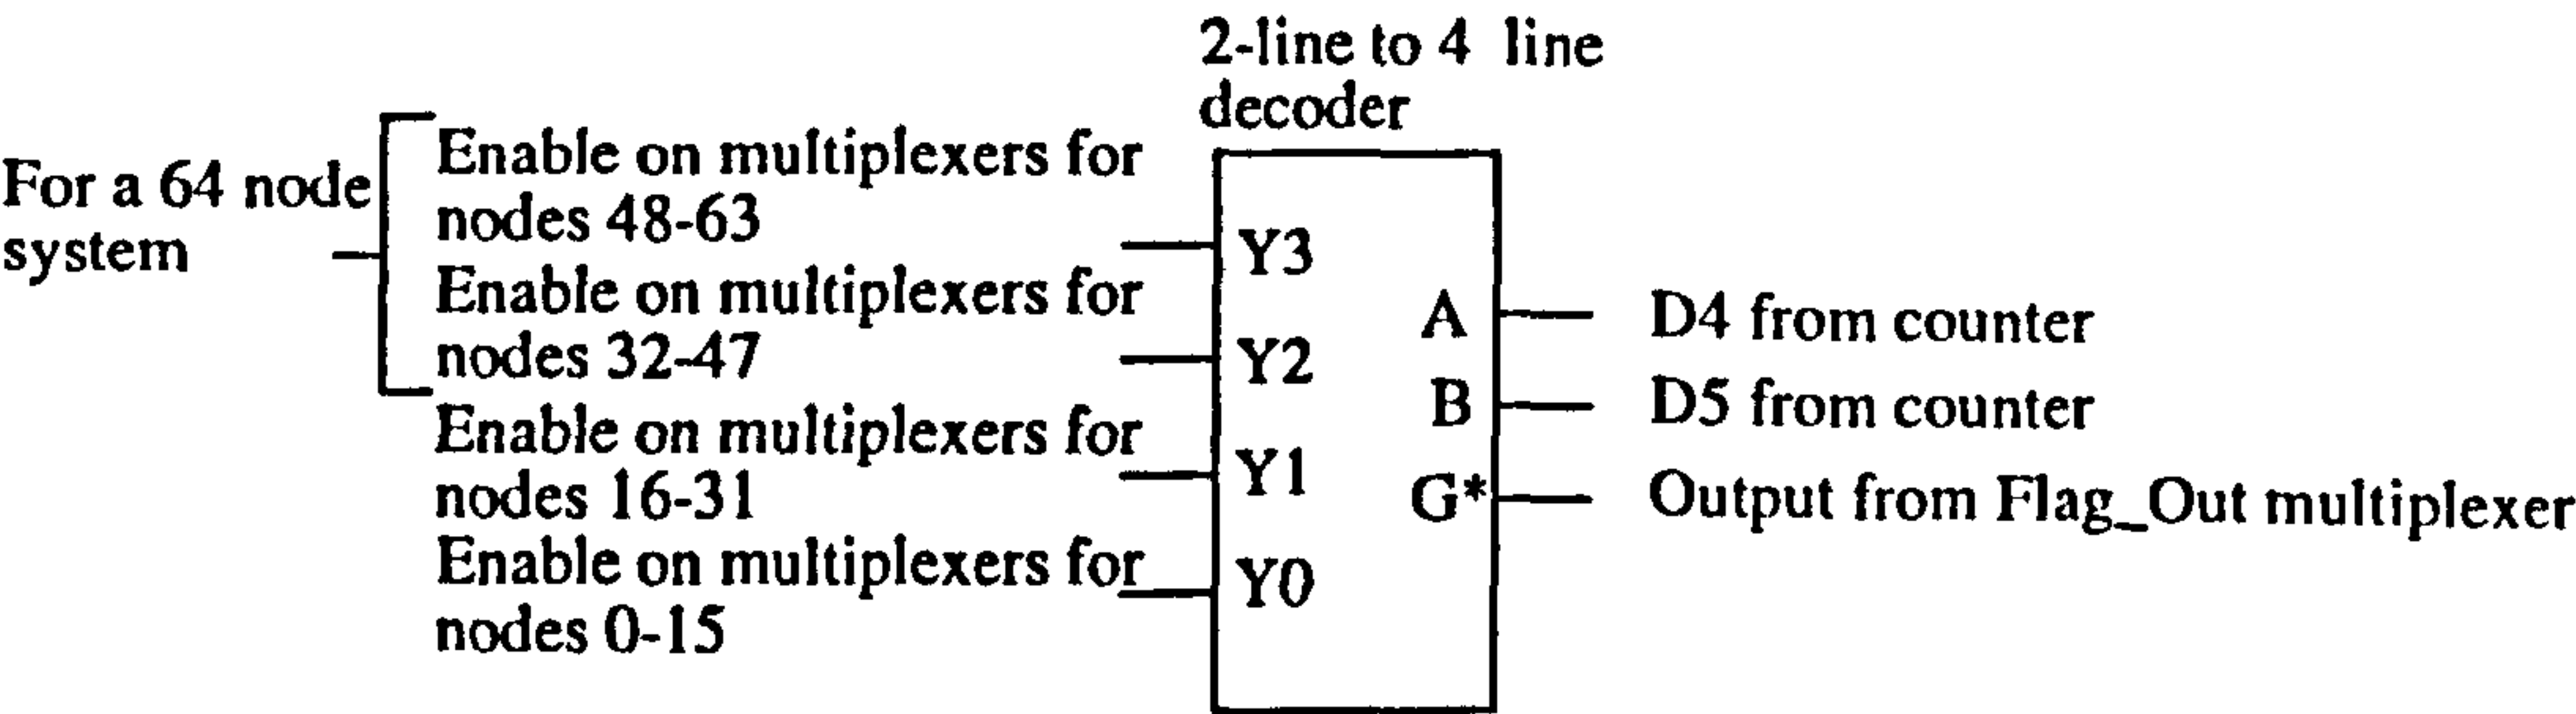 2-line to 4 line
decoder
For a 64 node
system
Enable on multiplexers for
nodes 48-63
Enable on multiplexers for
nodes 32-47
Enable on multiplexers for
nodes 16-31
Enable on multiplexers for
nodes 0-15
Y3
Y2
Y1
Y0
A
B
G*
D4 from counter
D5 from counter
Output from Flag_Out multiplexer